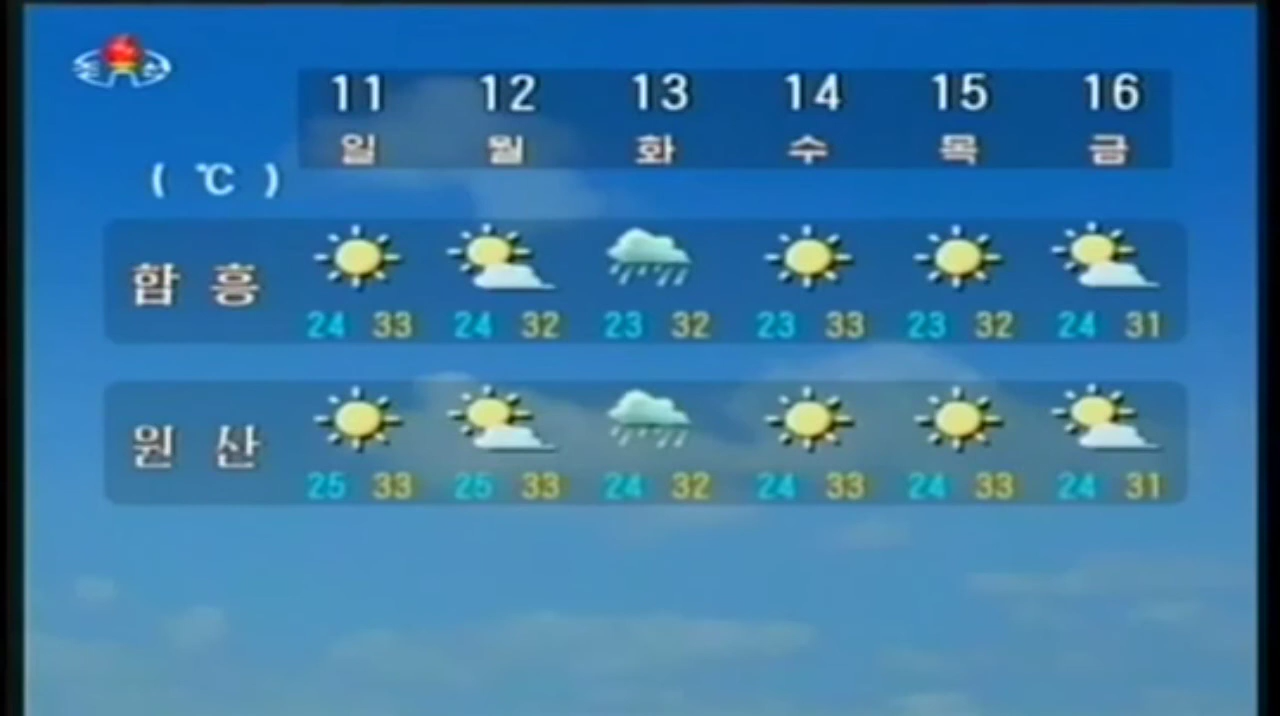 조선
11 12 13 14 15 16
일 월 화 수 목 금
( ℃ )
함 흥
24 33 24 32 23 32 23 33 23 32 24 31
원 산
25 33 25 33 24 32 24 33 24 33 24 31